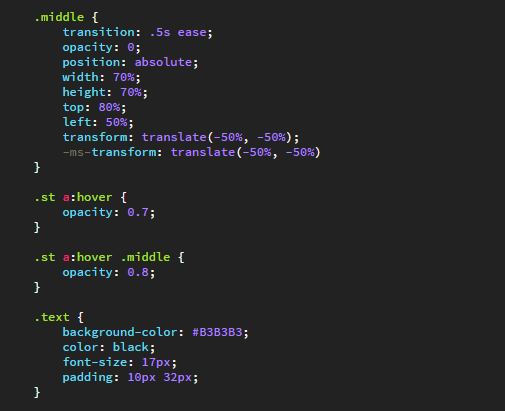 .middle {
    transition: .5s ease;
    opacity: 0;
    position: absolute;
    width: 70%;
    height: 70%;
    top: 80%;
    left: 50%;
    transform: translate(-50%, -50%);
    -ms-transform: translate(-50%, -50%)
}

.st a:hover {
    opacity: 0.7;
}

.st a:hover .middle {
    opacity: 0.8;
}

.text {
    background-color: #B3B3B3;
    color: black;
    font-size: 17px;
    padding: 10px 32px;
}